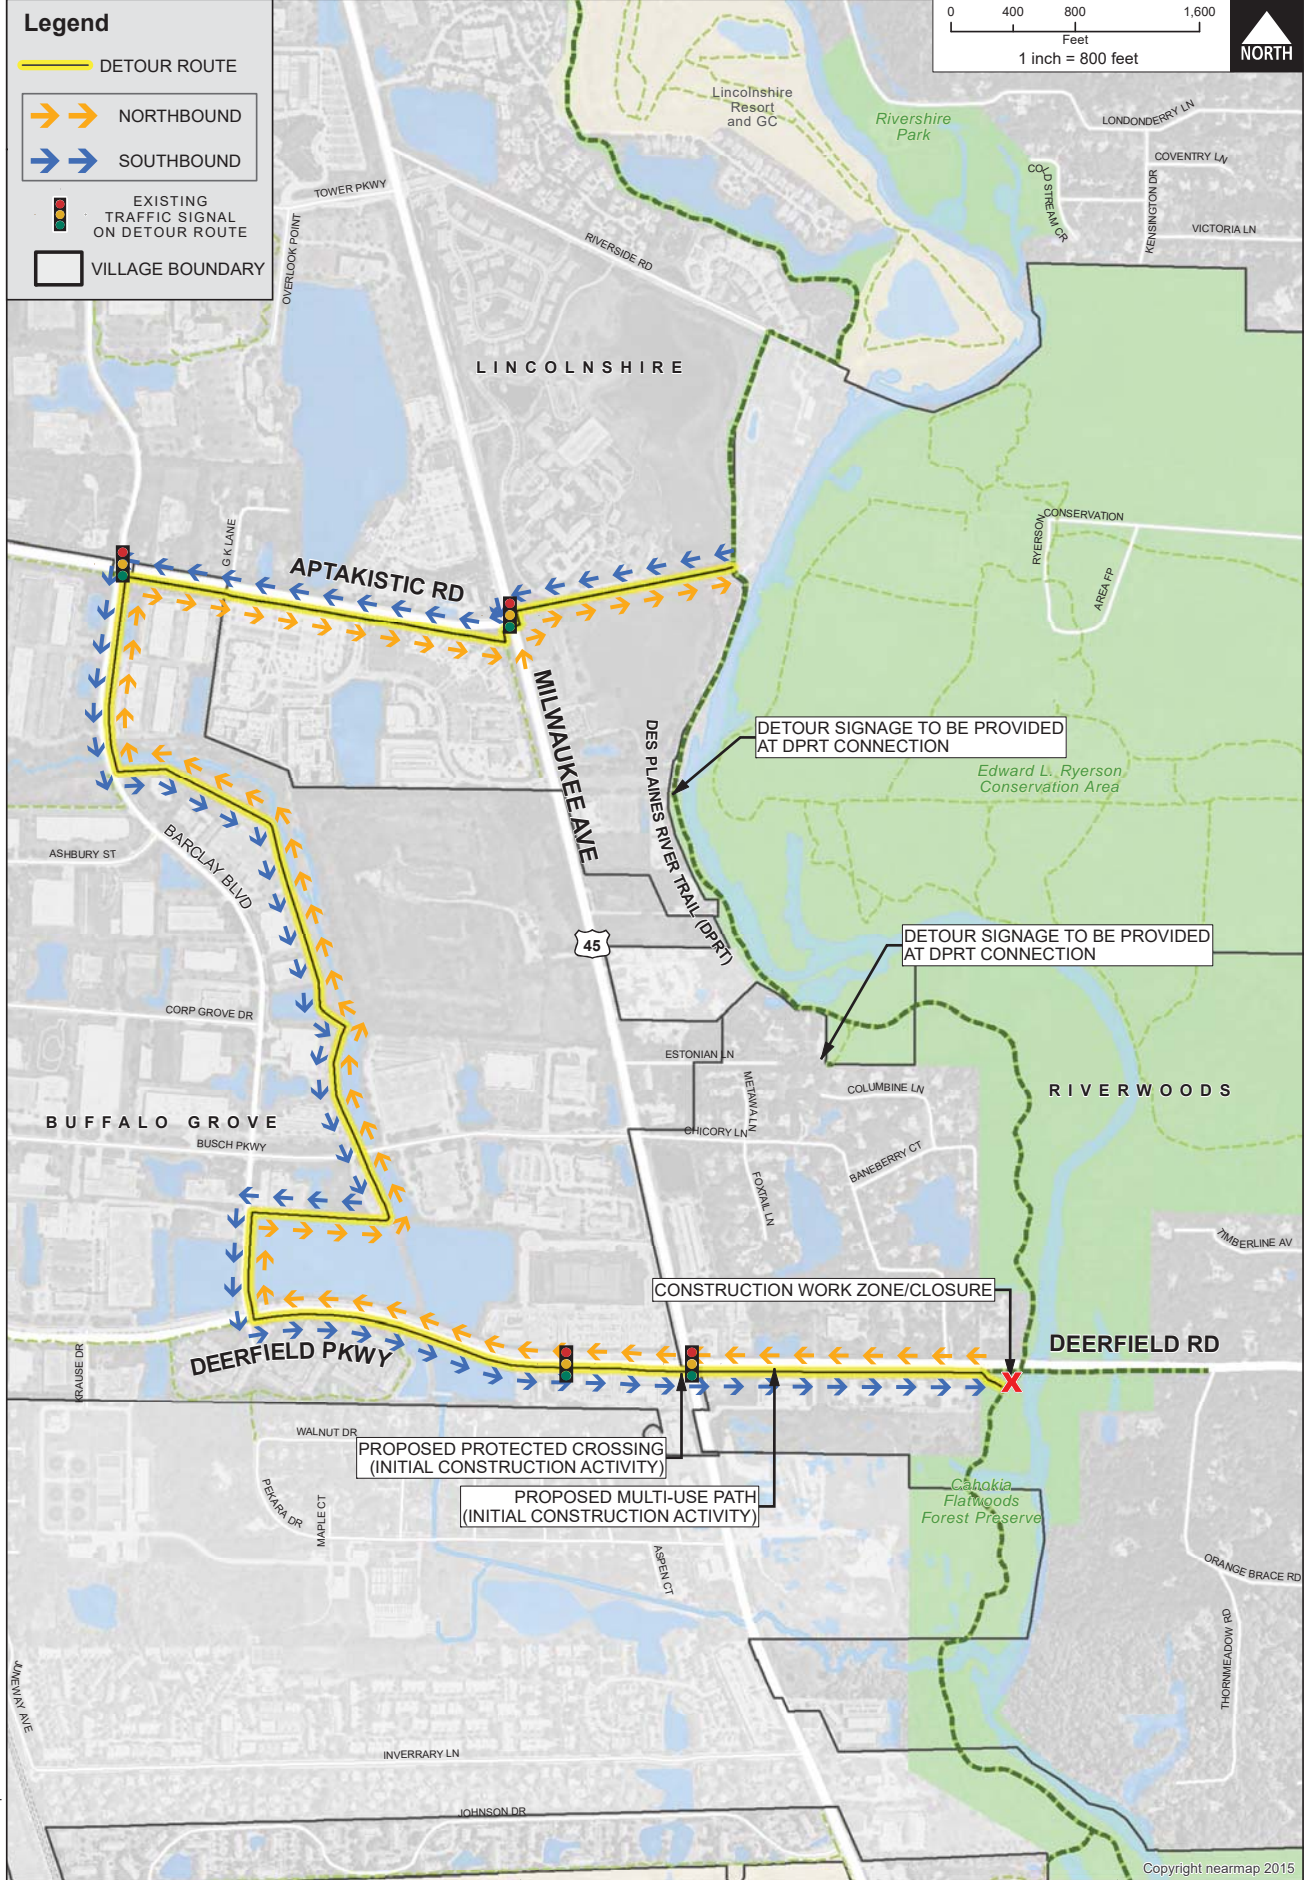 Legend
DETOUR ROUTE
NORTHBOUND
SOUTHBOUND
EXISTING
TRAFFIC SIGNAL
ON DETOUR ROUTE
VILLAGE BOUNDARY
0 400 800 1,600
Feet
1 inch = 800 feet
NORTH
Lincolnshire
Resort
and GC
Rivershire
Park
LONDONDERRY LN
COVENTRY LN
COLD STREAM CR
KENSINGTON DR
VICTORIA LN
TOWER PKWY
OVERLOOK POINT
RIVERSIDE RD
LINCOLNSHIRE
G K LANE
APTAKISTIC RD
CONSERVATION
RYERSON
AREA FP
MILWAUKEE AVE
DES PLAINES RIVER TRAIL (DPRT)
DETOUR SIGNAGE TO BE PROVIDED
AT DPRT CONNECTION
Edward L. Ryerson
Conservation Area
ASHBURY ST
BARCLAY BLVD
45
DETOUR SIGNAGE TO BE PROVIDED
AT DPRT CONNECTION
CORP GROVE DR
ESTONIAN LN
METAWA LN
COLUMBINE LN
RIVERWOODS
BUFFALO GROVE
BUSCH PKWY
CHICORY LN
BANEBERRY CT
FOXTAIL LN
TIMBERLINE AV
CONSTRUCTION WORK ZONE/CLOSURE
DEERFIELD RD
DEERFIELD PKWY
KRAUSE DR
X
WALNUT DR
PROPOSED PROTECTED CROSSING
(INITIAL CONSTRUCTION ACTIVITY)
PROPOSED MULTI-USE PATH
(INITIAL CONSTRUCTION ACTIVITY)
PEKARA DR
MAPLE CT
Cahokia
Flatwoods
Forest Preserve
ASPEN CT
ORANGE BRACE RD
THORNMEADOW RD
JUNEWAY AVE
INVERRARY LN
JOHNSON DR
Copyright nearmap 2015